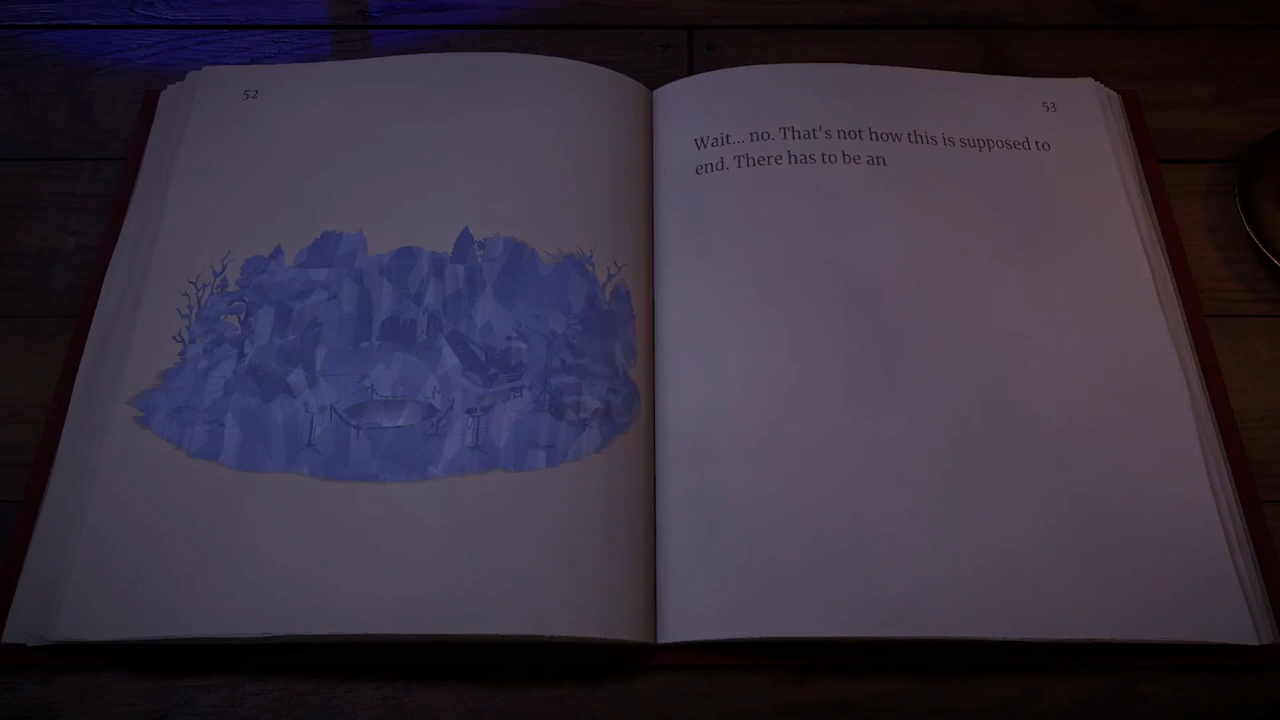 52
53
Wait... no. That's not how this is supposed to
end. There has to be an